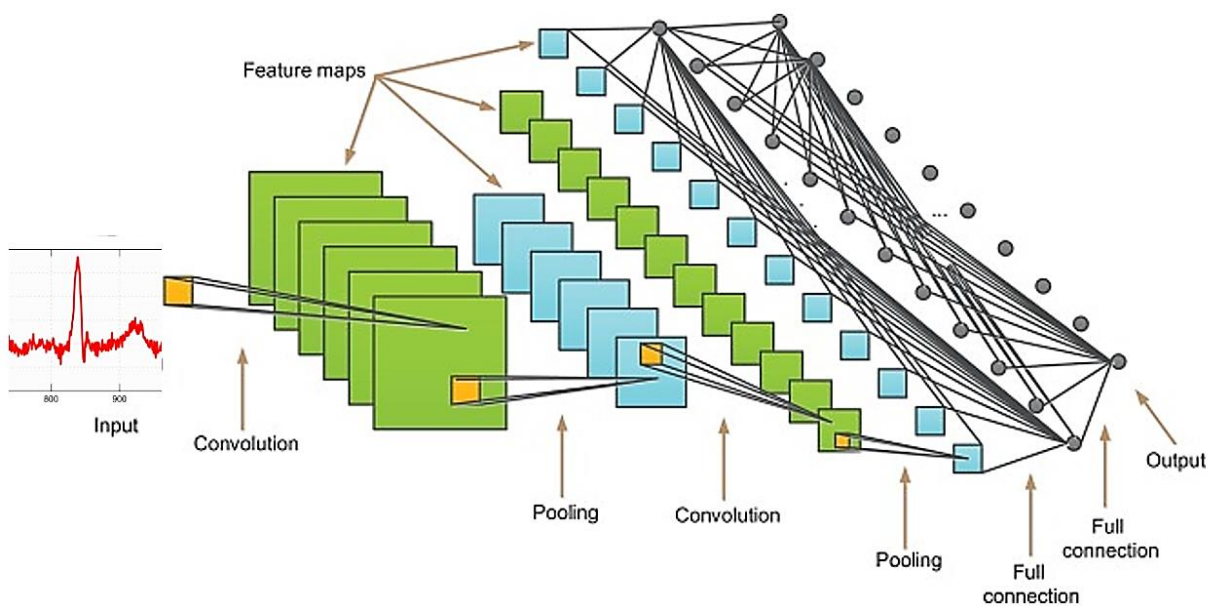 Feature maps
800
900
Input
Convolution
Pooling
Convolution
Pooling
Full
connection
Full
connection
Output
...